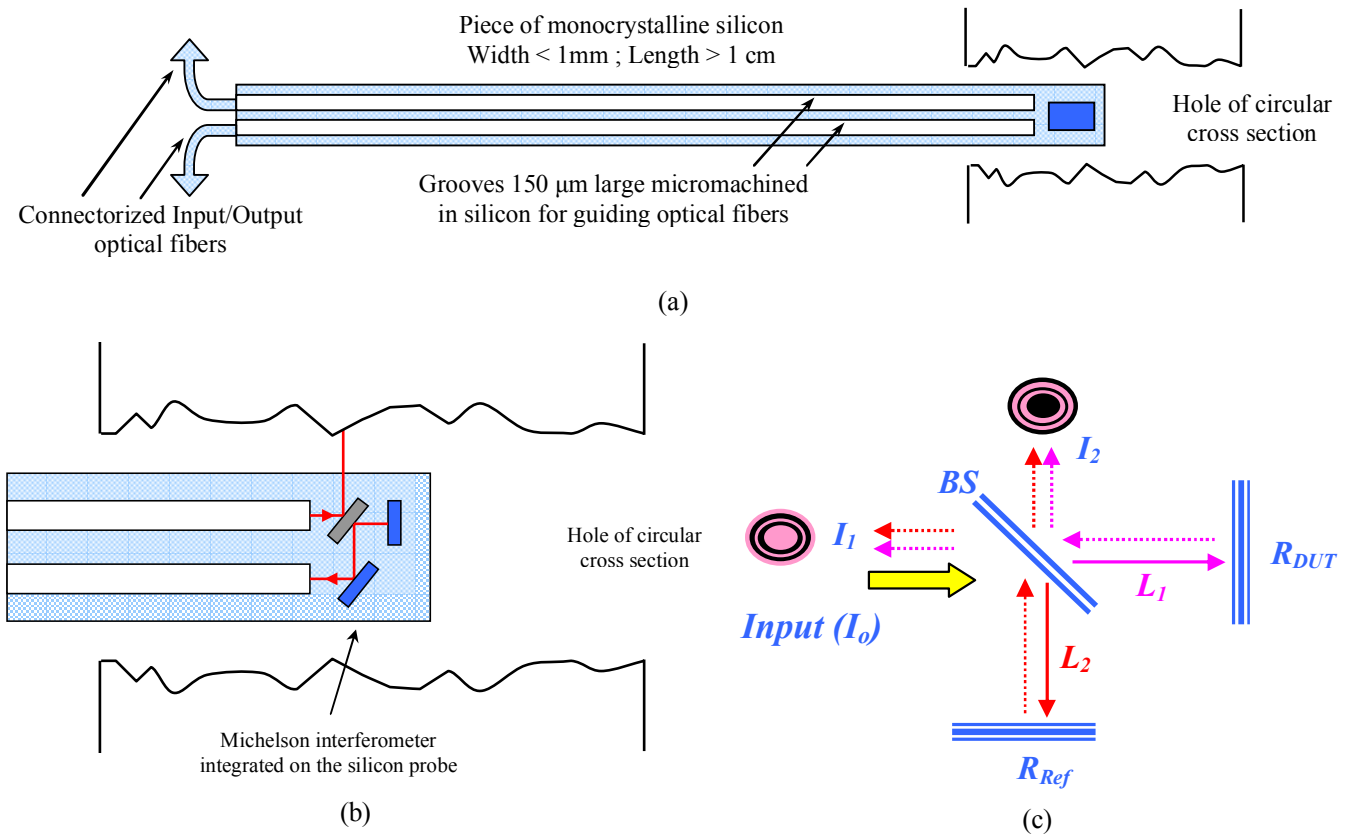 Piece of monocrystalline silicon
Width < 1mm ; Length > 1 cm
Hole of circular
cross section
Connectorized Input/Output
optical fibers
Grooves 150 μm large micromachined
in silicon for guiding optical fibers
(a)
Hole of circular
cross section
Michelson interferometer
integrated on the silicon probe
(b)
I2
BS
I1
RDUT
L1
Input (Io)
L2
RRef
(c)